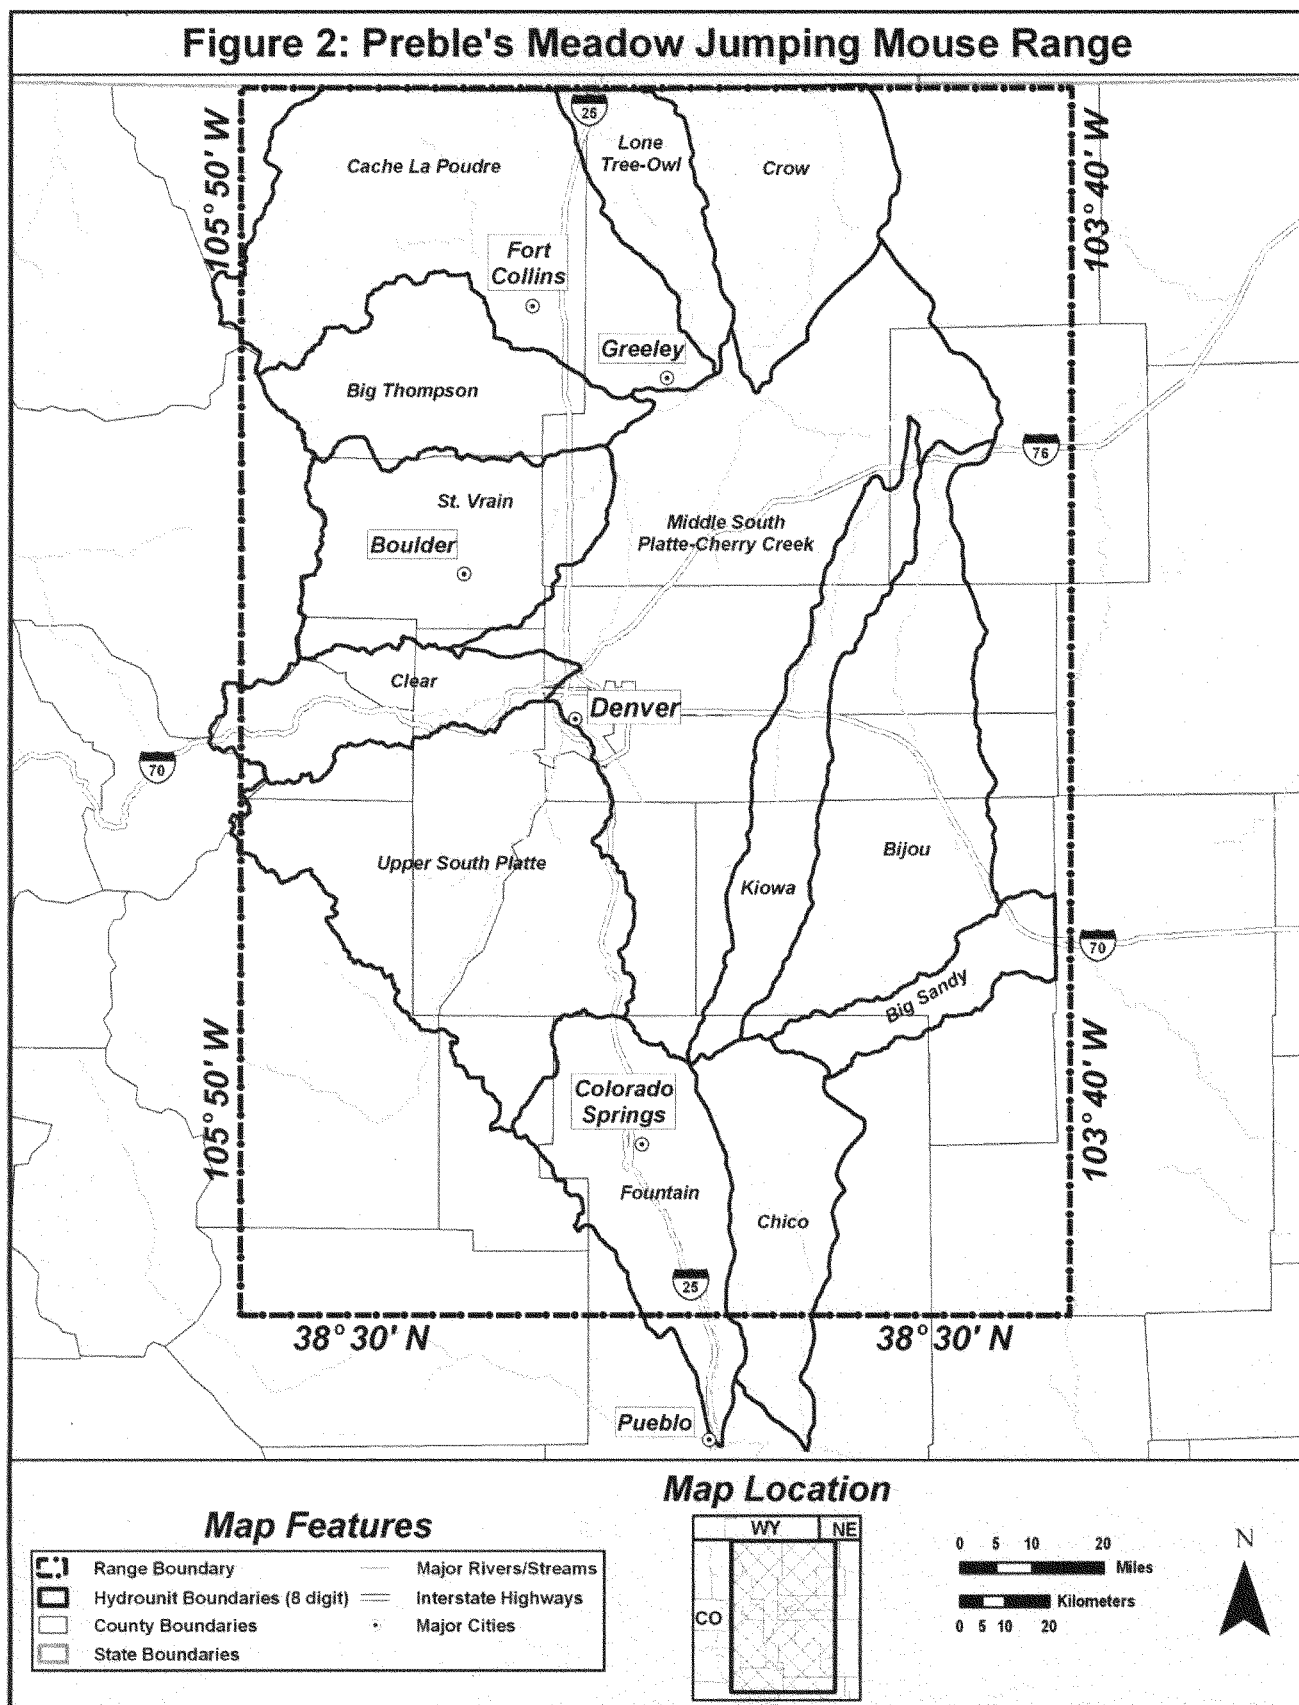 Figure 2: Preble's Meadow Jumping Mouse Range
105° 50' W
103° 40' W
25
Lone
Tree-Owl
Cache La Poudre
Crow
Fort
Collins
Greeley
Big Thompson
76
St. Vrain
Middle South
Platte-Cherry Creek
Boulder
Clear
Denver
70
Upper South Platte
Bijou
Kiowa
70
Big Sandy
105° 50' W
103° 40' W
Colorado
Springs
Fountain
Chico
25
38° 30' N
38° 30' N
Pueblo
Map Features
Range Boundary
Hydrounit Boundaries (8 digit)
County Boundaries
State Boundaries
Major Rivers/Streams
Interstate Highways
Major Cities
Map Location
WY
NE
CO
0 5 10 20
Miles
Kilometers
0 5 10 20
N